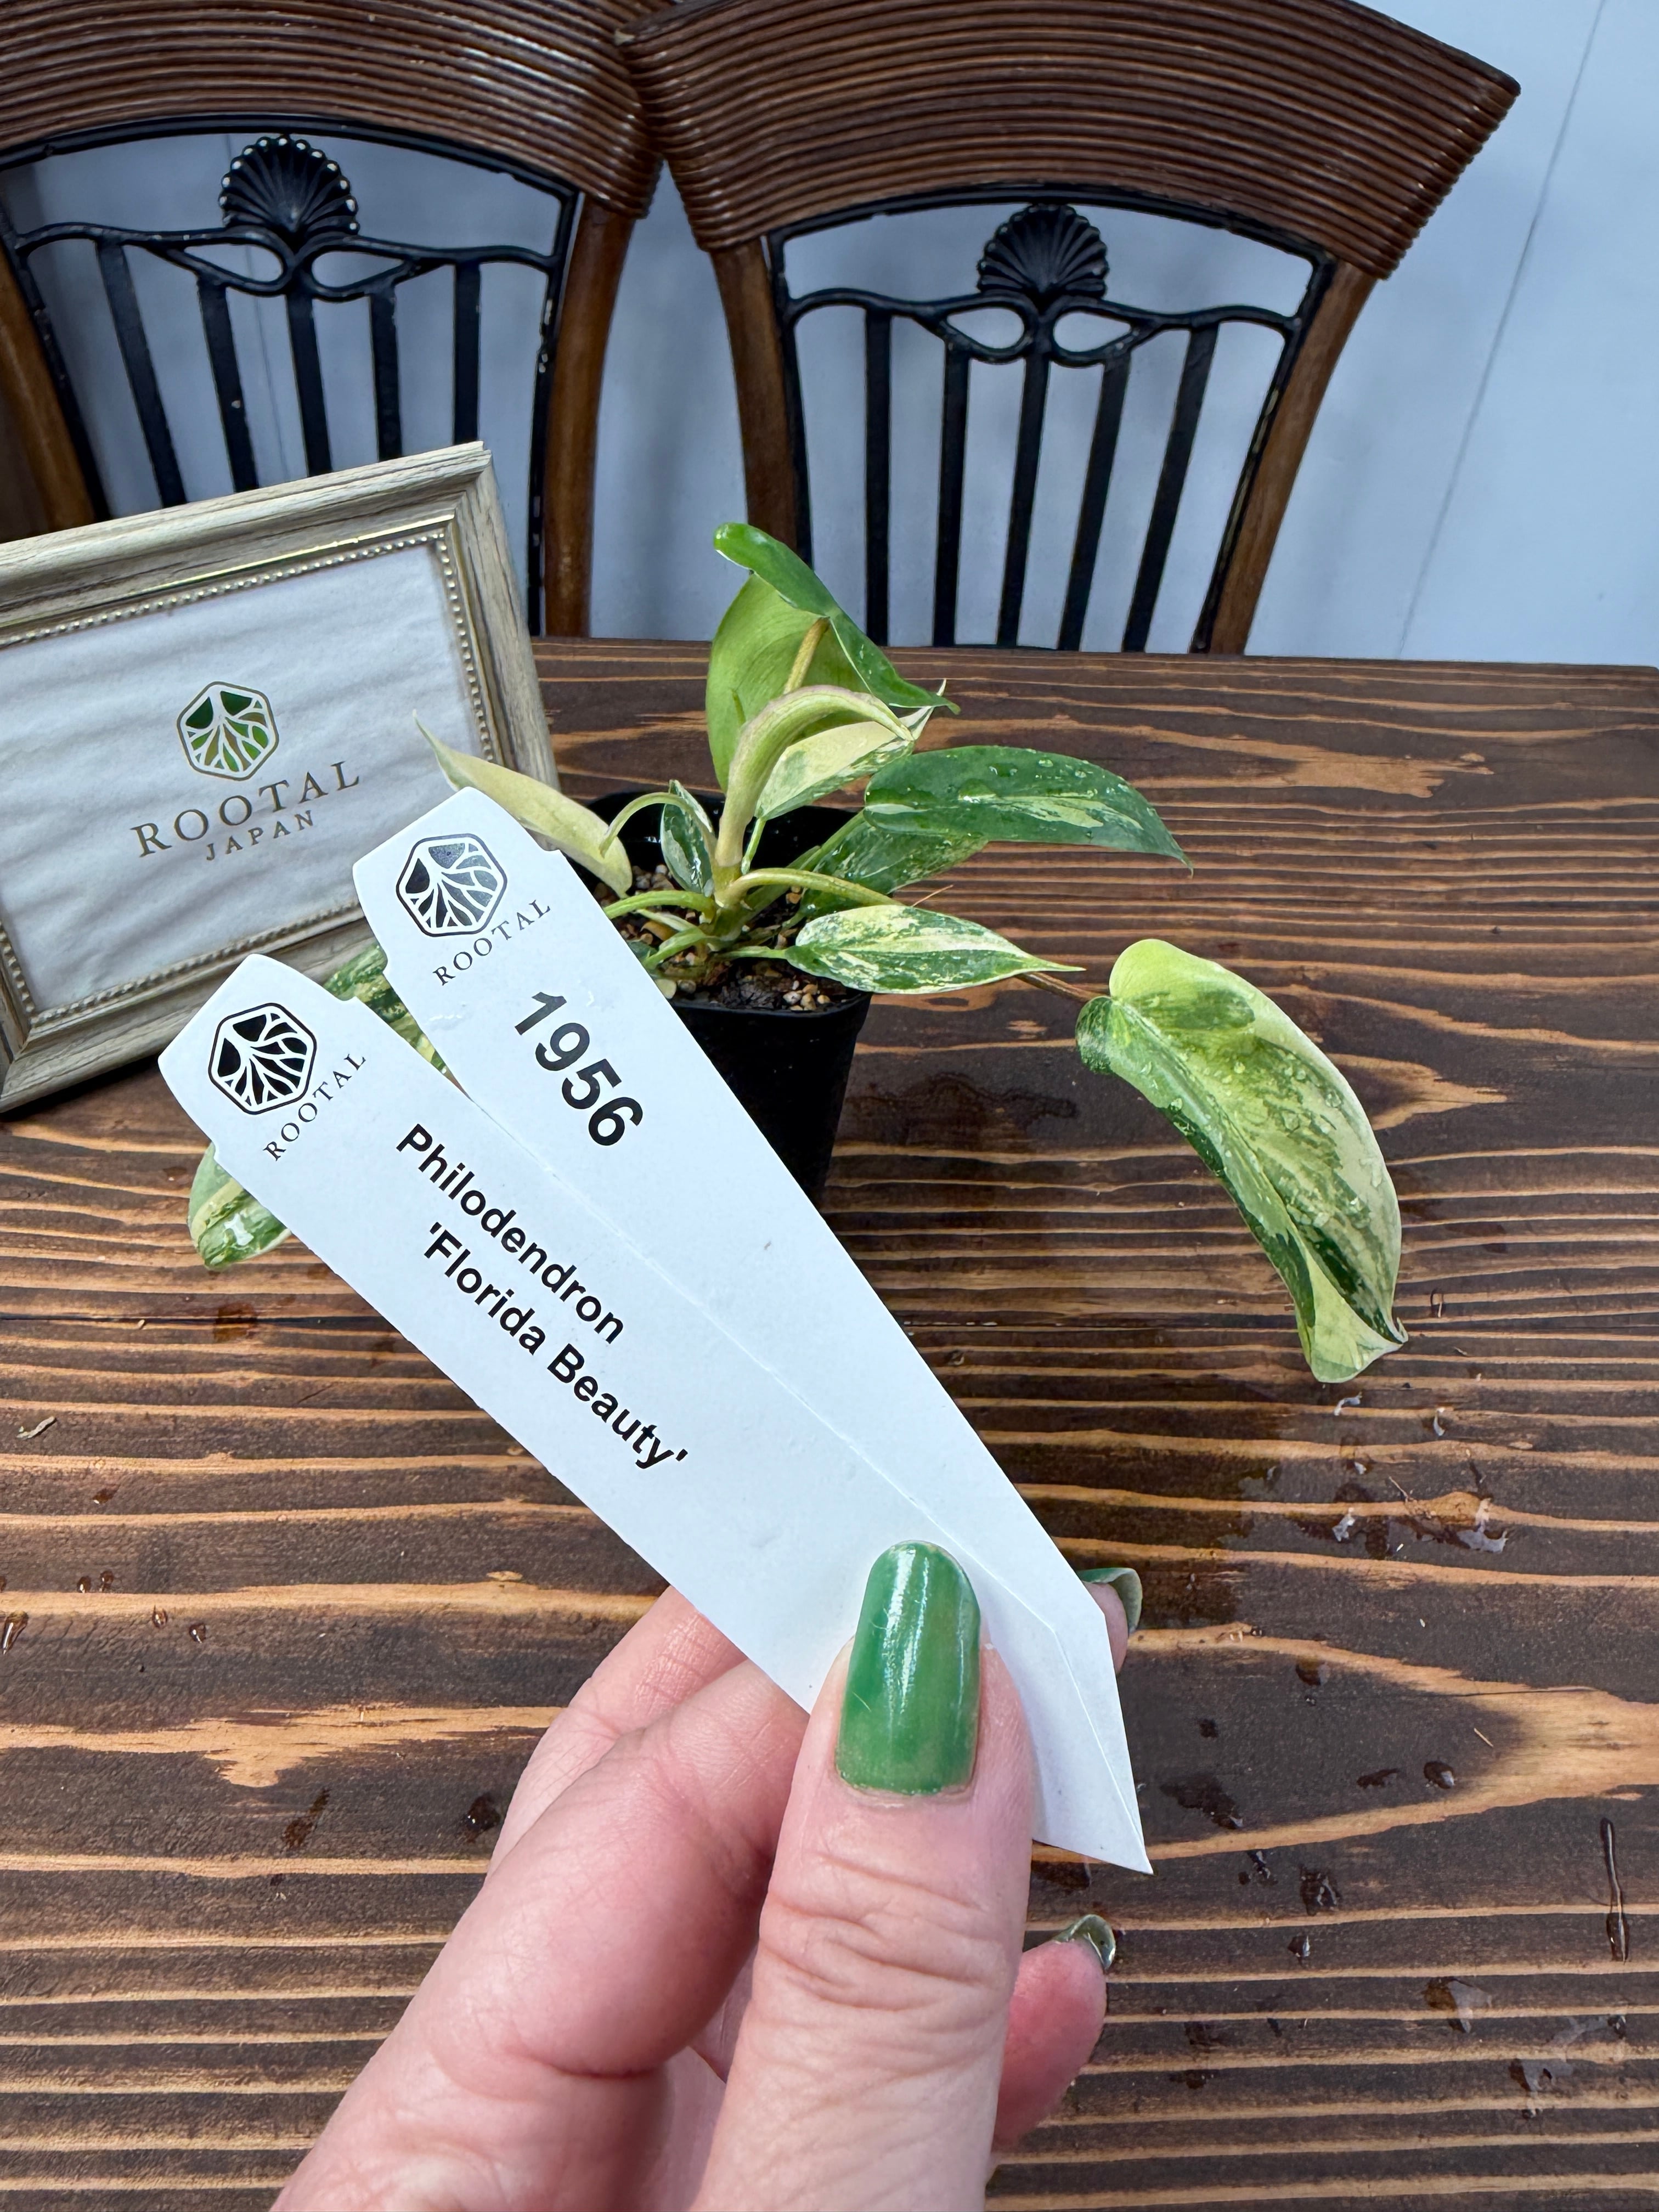 ROOTAL
JAPAN
ROOTAL
1956
ROOTAL
Philodendron
'Florida Beauty'